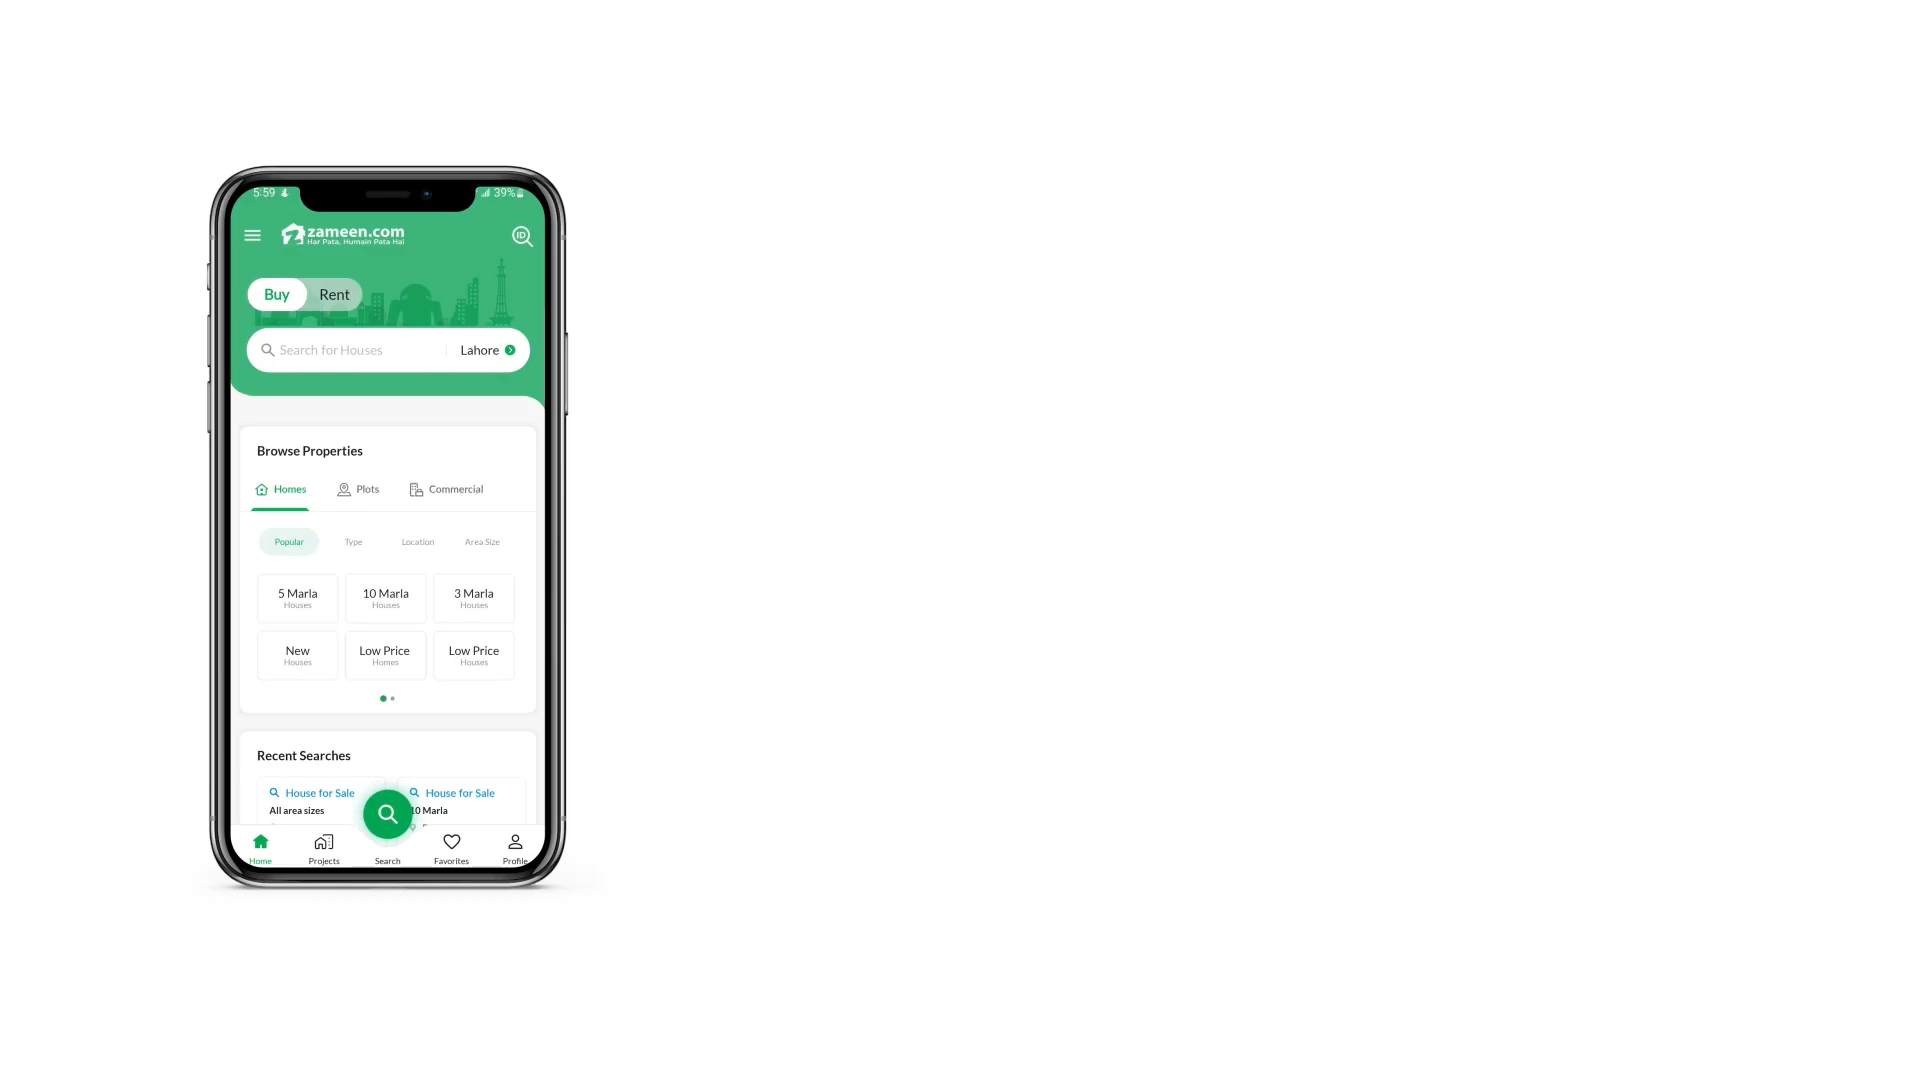 5:59
39%
zameen.com
Har Pata, Humain Pata Hai
ID
Buy Rent
Search for Houses Lahore
Browse Properties
Homes Plots Commercial
Popular Type Location Area Size
5 Marla 10 Marla 3 Marla
Houses Houses Houses
New Low Price Low Price
Houses Homes Houses
Recent Searches
House for Sale House for Sale
All area sizes 10 Marla
Home Projects Search Favorites Profile